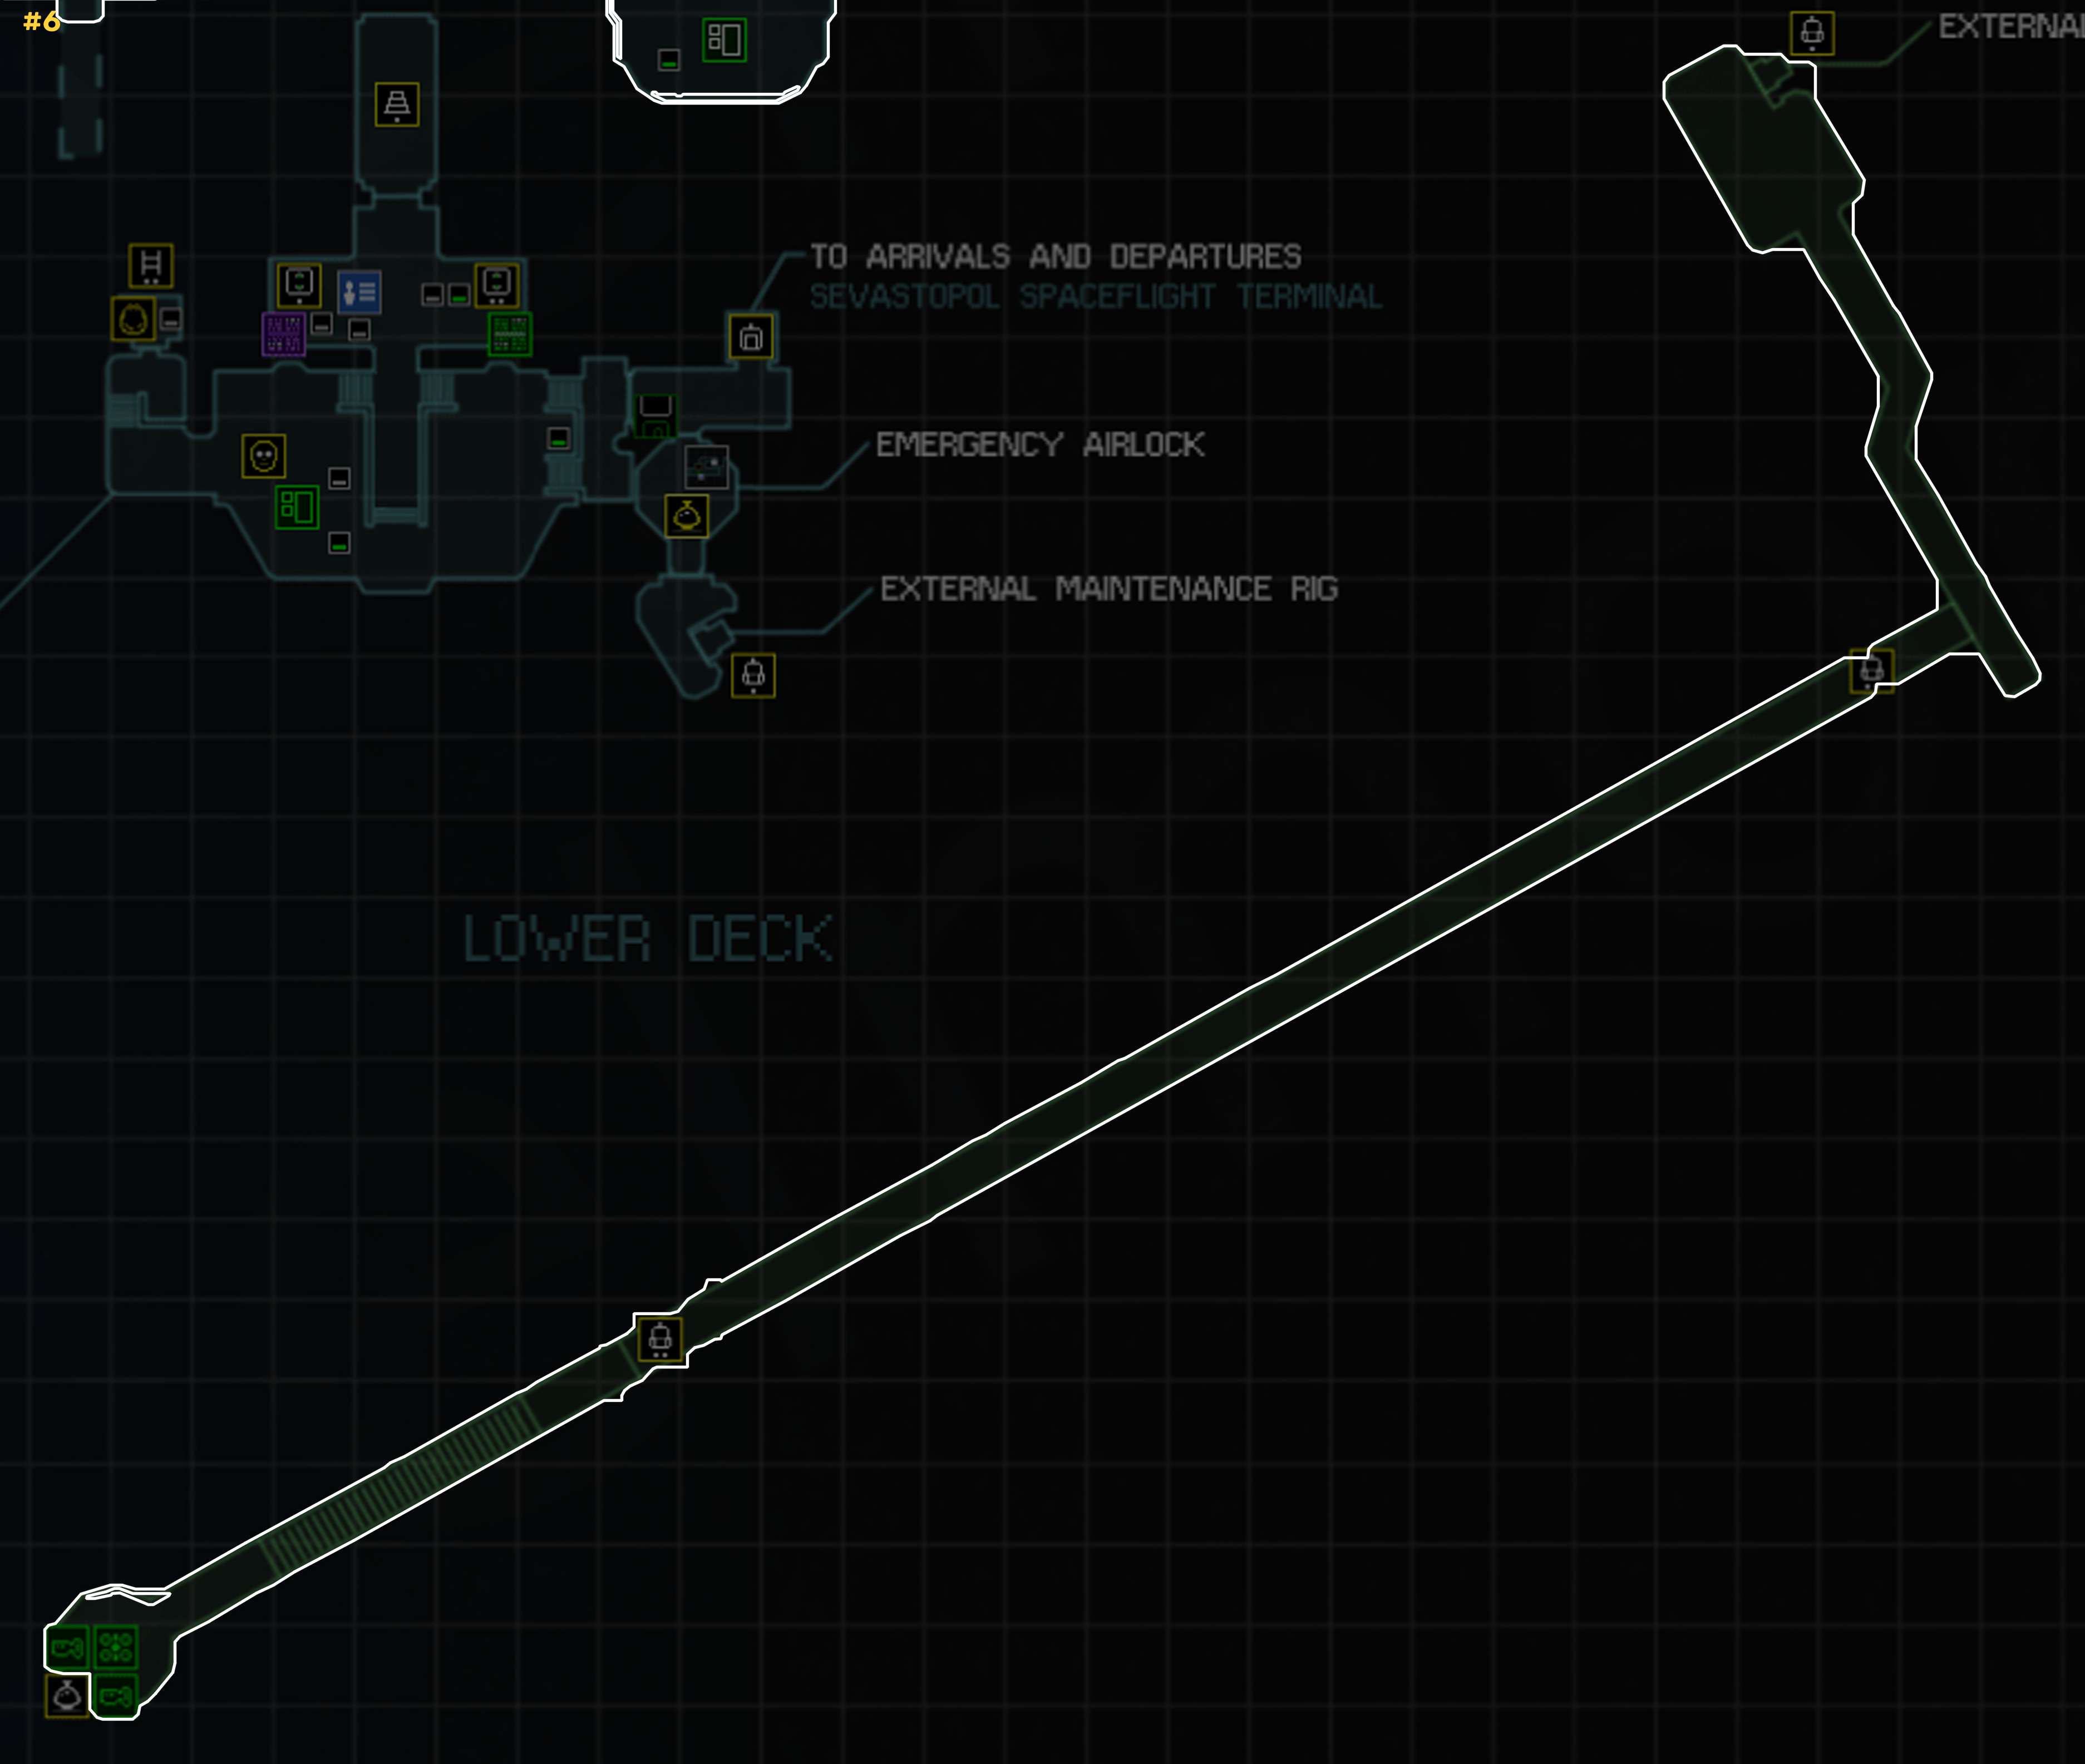 #6
EXTERNAL
TO ARRIVALS AND DEPARTURES
SEVASTOPOL SPACEFLIGHT TERMINAL
EMERGENCY AIRLOCK
EXTERNAL MAINTENANCE RIG
LOWER DECK